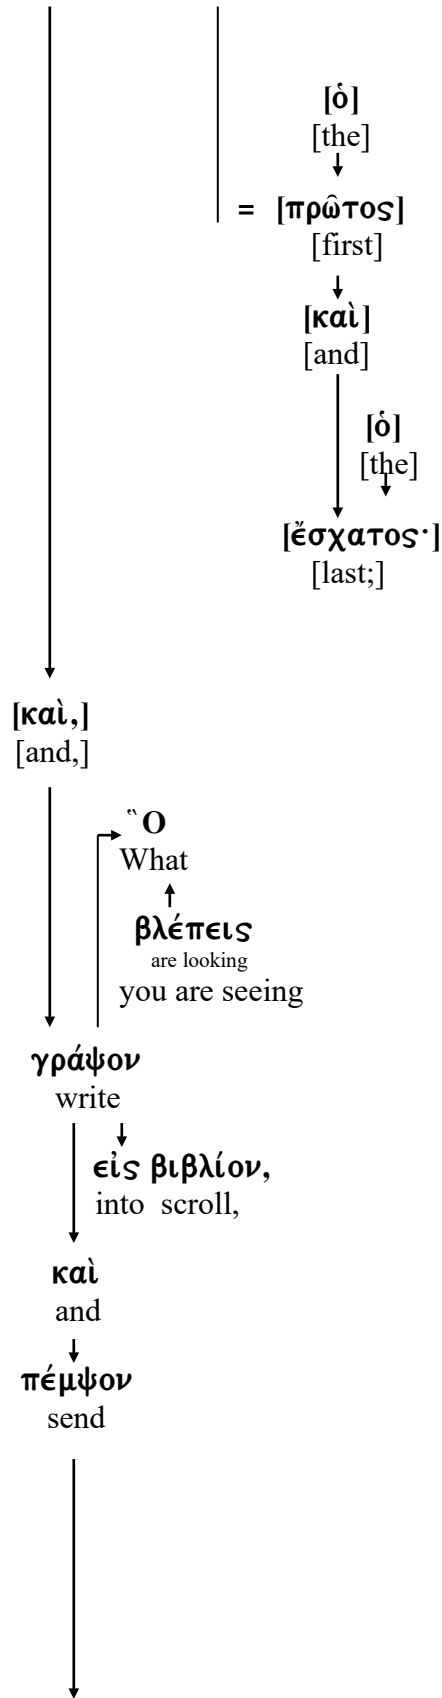 [ὁ]
[the]
= [πρῶτος]
[first]
[καὶ]
[and]
[ὁ]
[the]
[ἔσχατος·]
[last;]
[καὶ,]
[and,]
῞Ο
What
βλέπεις
are looking
you are seeing
γράψον
write
εἰς βιβλίον,
into scroll,
καὶ
and
πέμψον
send